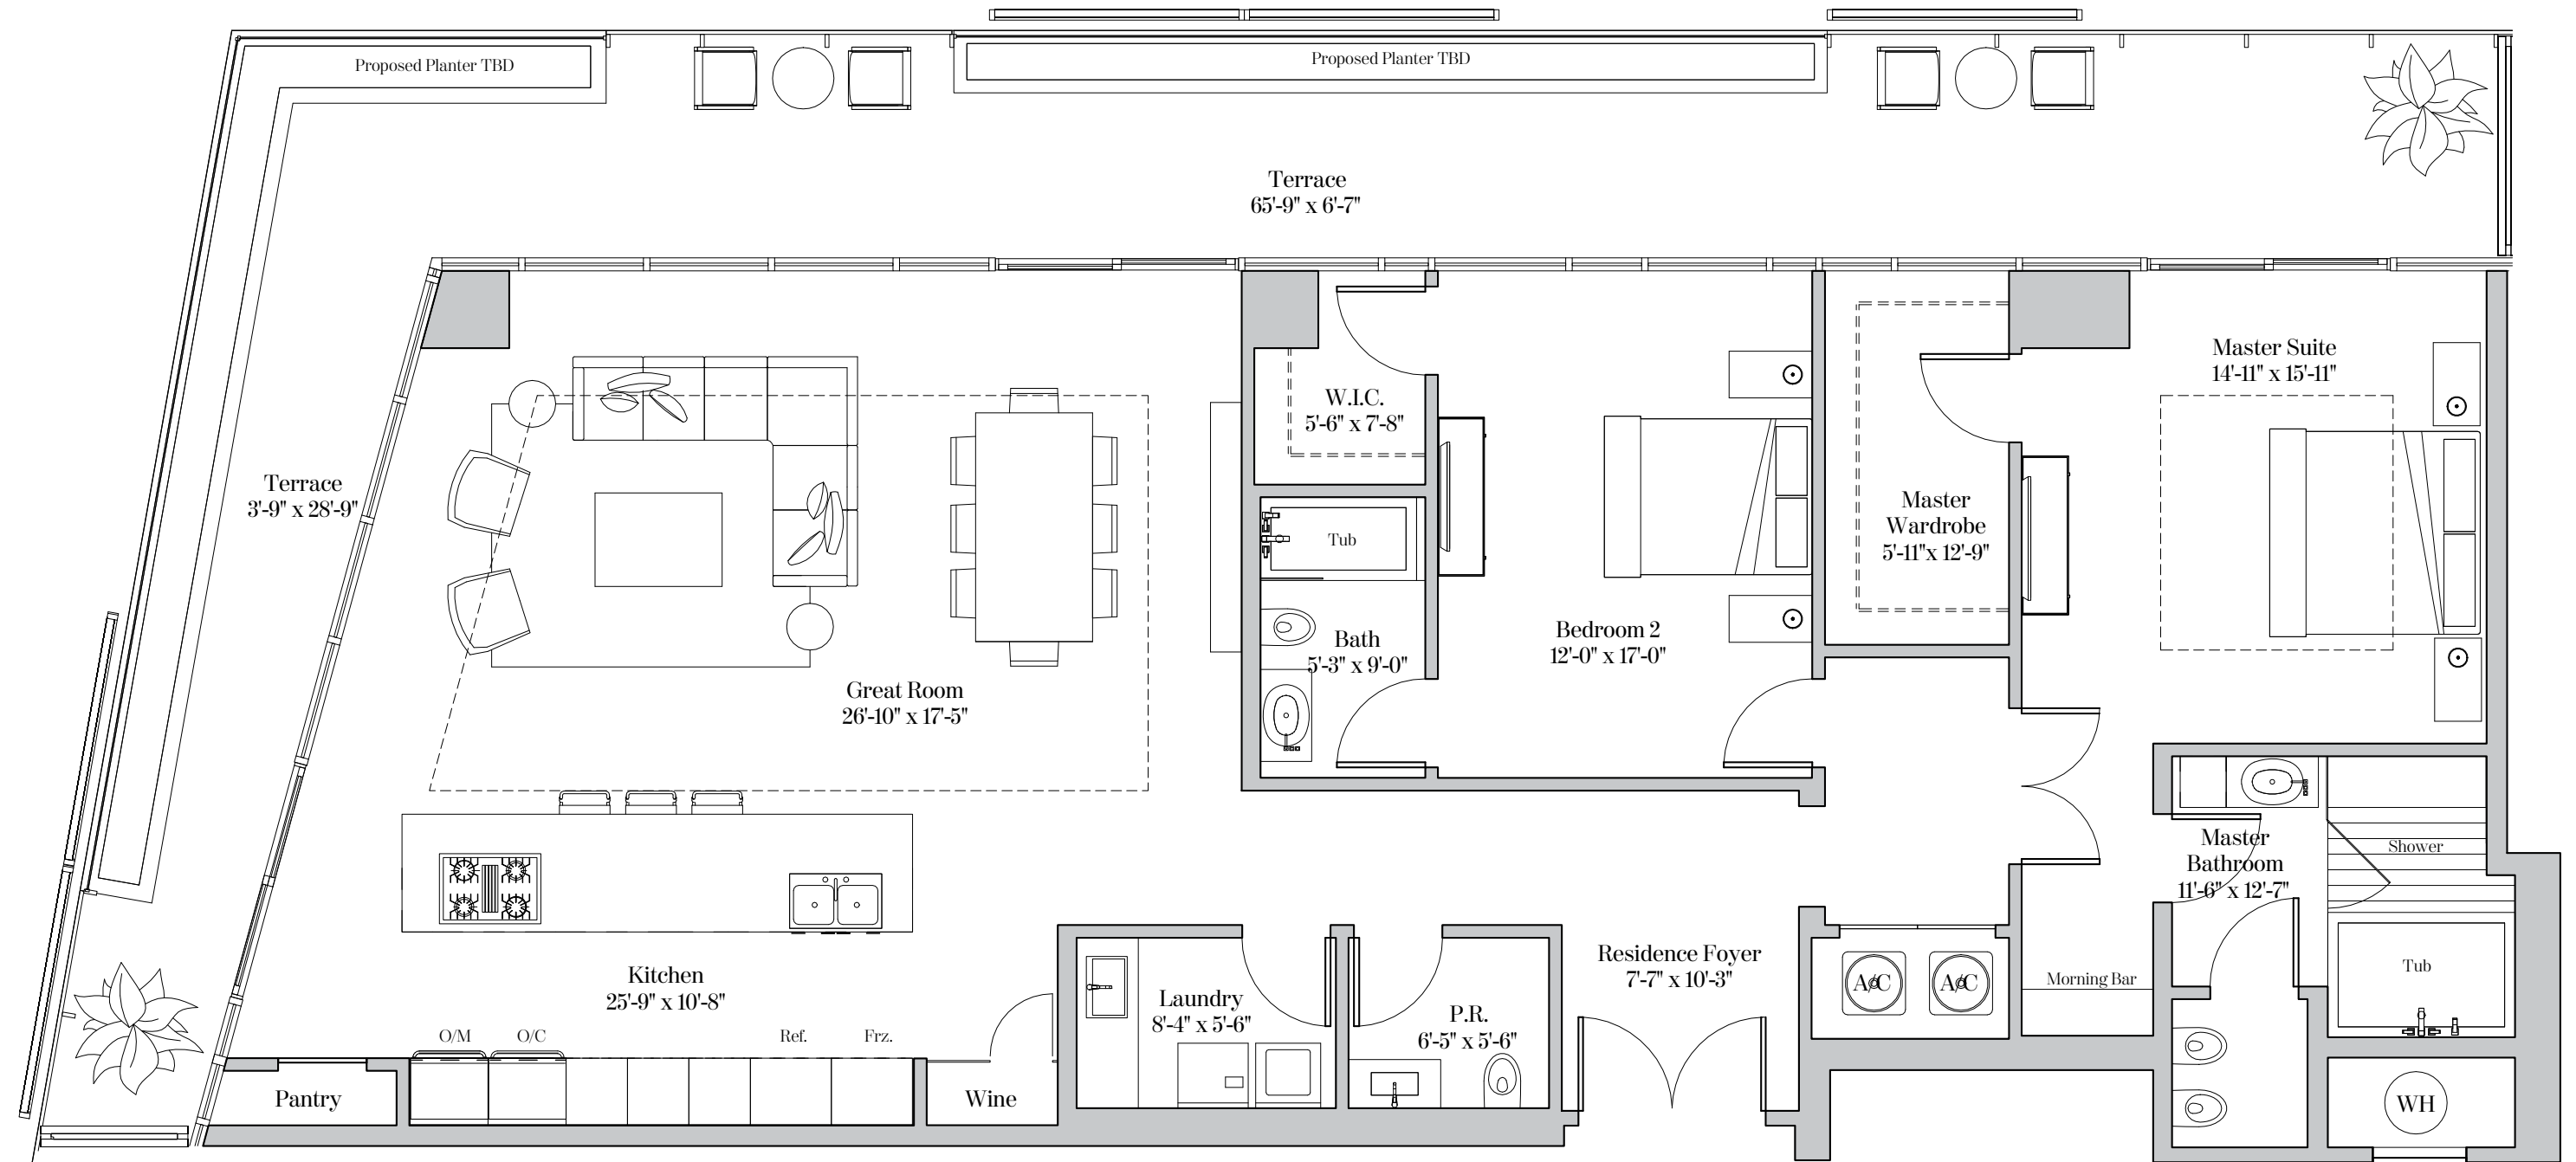 Proposed Planter TBD
Proposed Planter TBD
Terrace
65'-9" x 6'-7"
Terrace
3'-9" x 28'-9"
Great Room
26'-10" x 17'-5"
W.I.C.
5'-6" x 7'-8"
Tub
Bath
5'-3" x 9'-0"
Bedroom 2
12'-0" x 17'-0"
Master
Wardrobe
5'-11"x 12'-9"
Master Suite
14'-11" x 15'-11"
Master
Bathroom
11'-6" x 12'-7"
Shower
Tub
Kitchen
25'-9" x 10'-8"
O/M
O/C
Ref.
Frz.
Pantry
Wine
Laundry
8'-4" x 5'-6"
P.R.
6'-5" x 5'-6"
Residence Foyer
7'-7" x 10'-3"
A/C
A/C
Morning Bar
WH